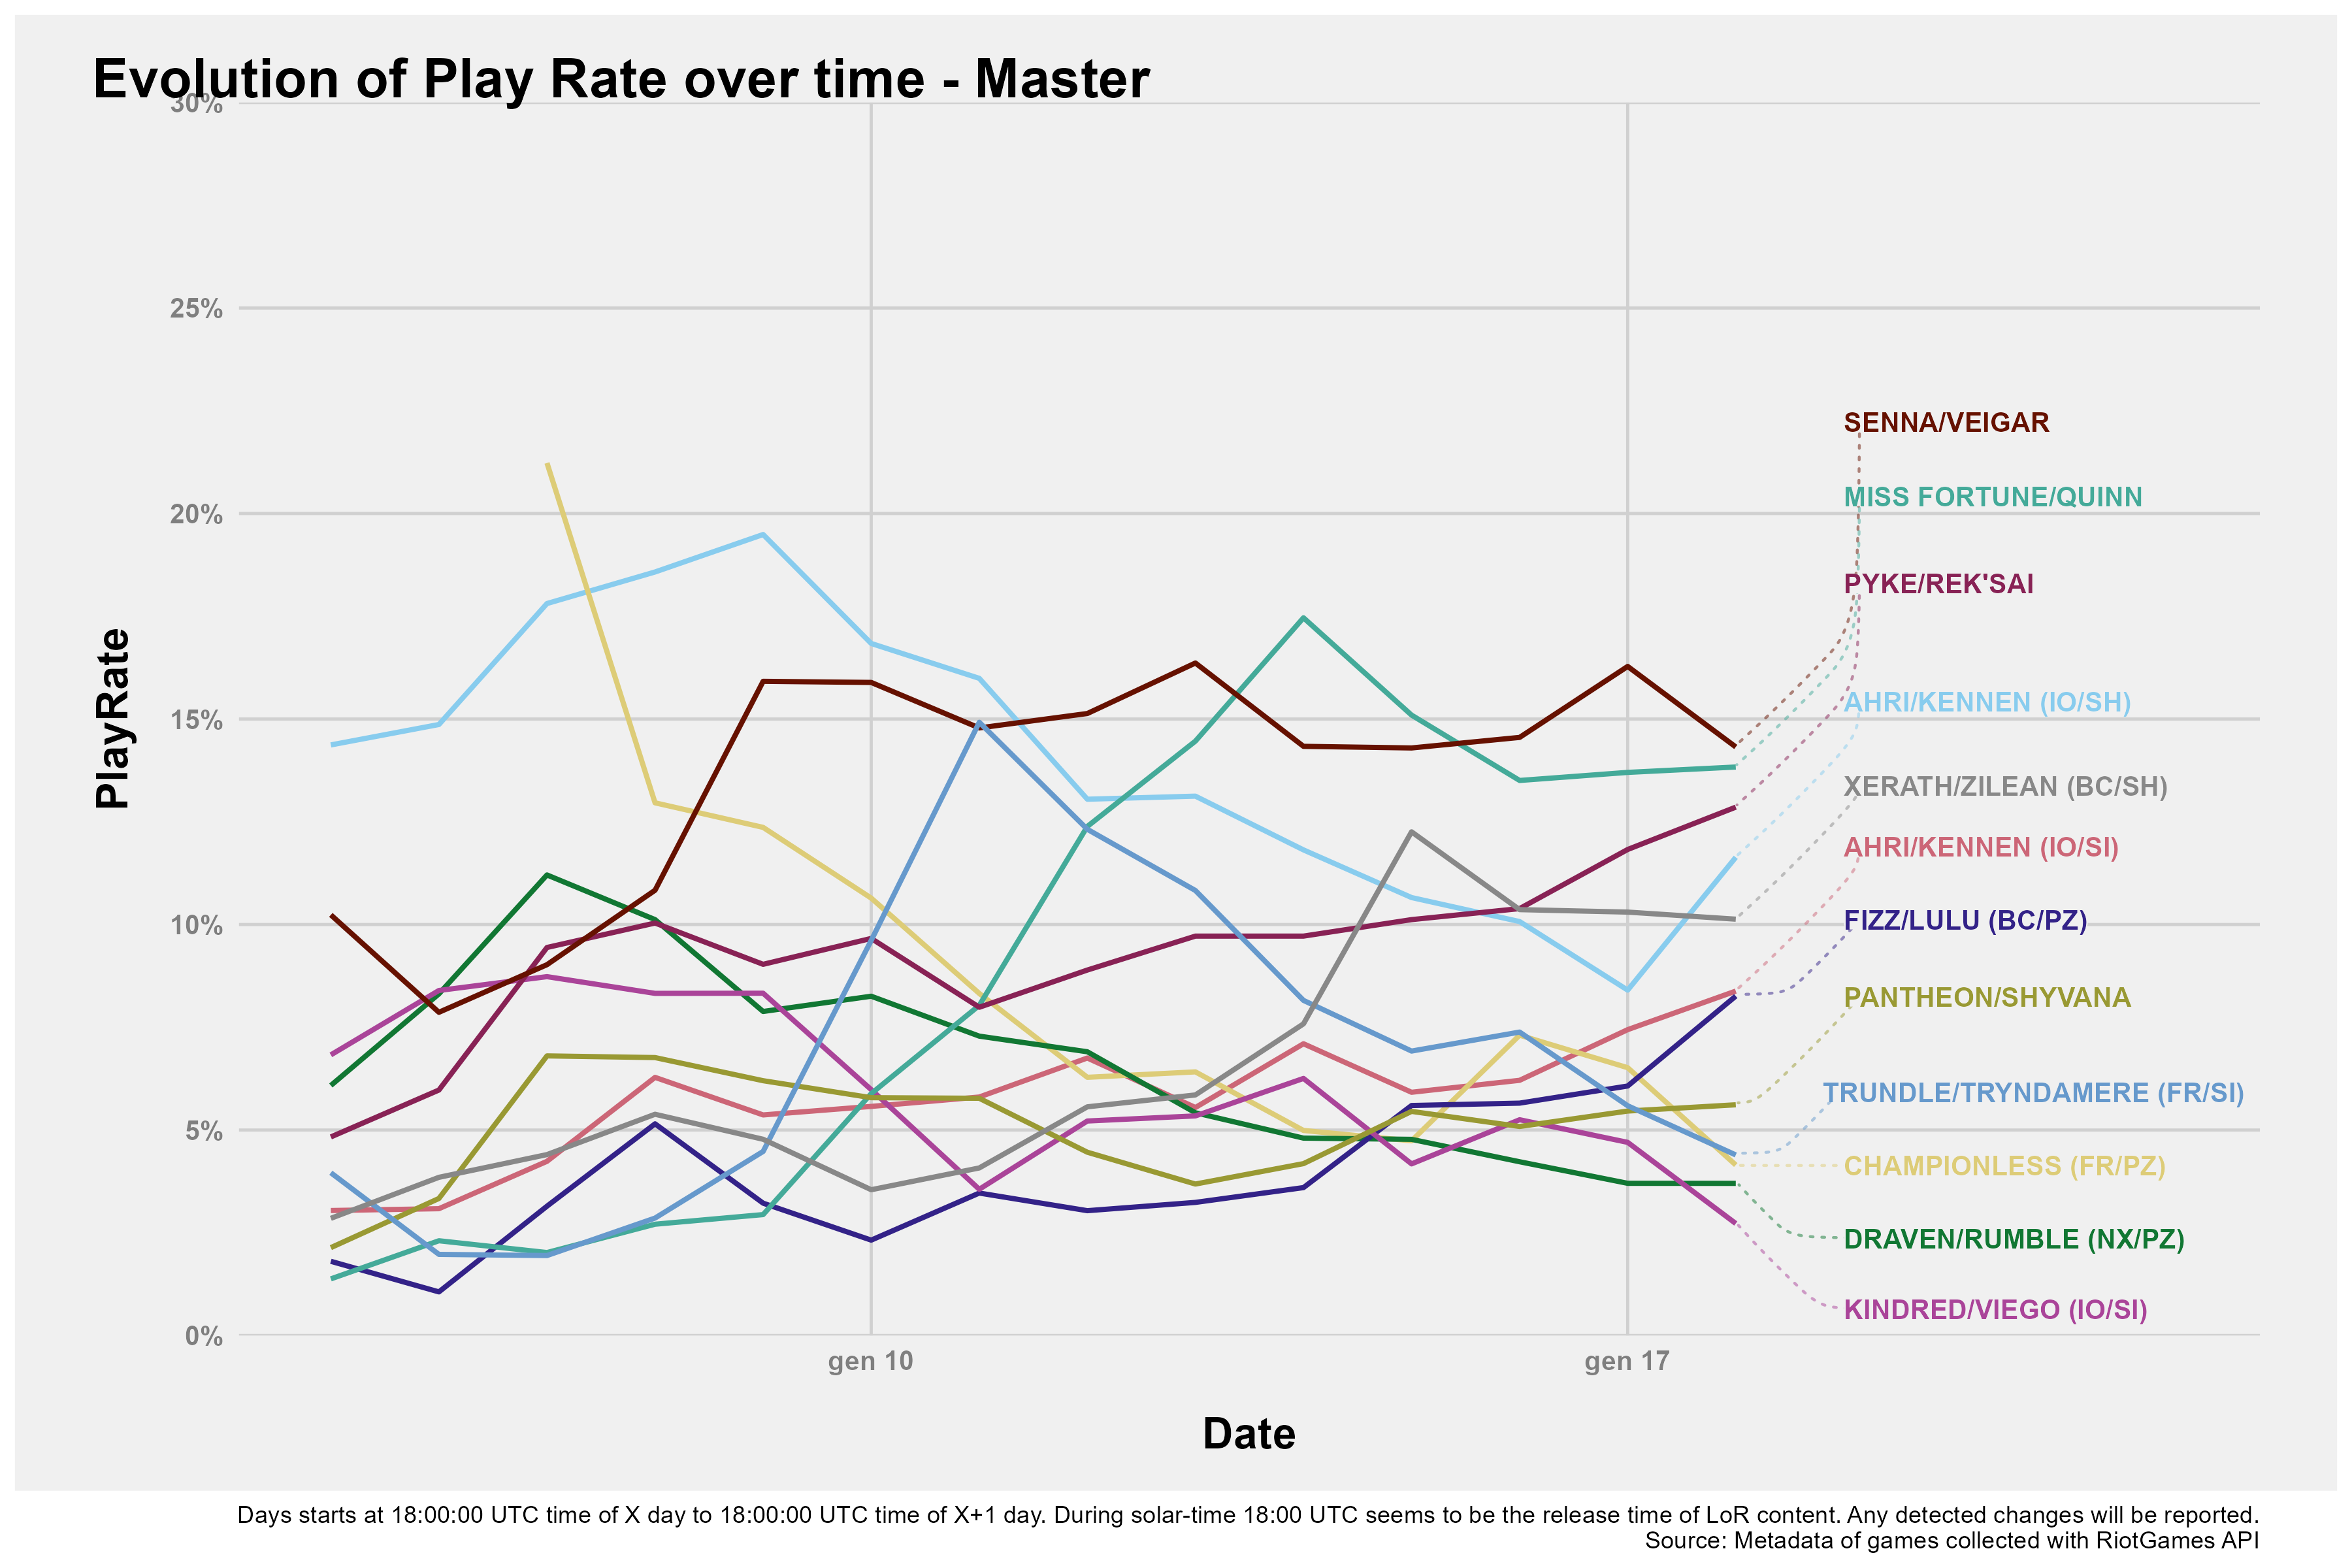 Evolution of Play Rate over time - Master
30%
25%
20%
15%
10%
5%
0%
PlayRate
SENNA/VEIGAR
MISS FORTUNE/QUINN
PYKE/REK'SAI
AHRI/KENNEN (IO/SH)
XERATH/ZILEAN (BC/SH)
AHRI/KENNEN (IO/SI)
FIZZ/LULU (BC/PZ)
PANTHEON/SHYVANA
TRUNDLE/TRYNDAMERE (FR/SI)
CHAMPIONLESS (FR/PZ)
DRAVEN/RUMBLE (NX/PZ)
KINDRED/VIEGO (IO/SI)
gen 10
gen 17
Date
Days starts at 18:00:00 UTC time of X day to 18:00:00 UTC time of X+1 day. During solar-time 18:00 UTC seems to be the release time of LoR content. Any detected changes will be reported.
Source: Metadata of games collected with RiotGames API